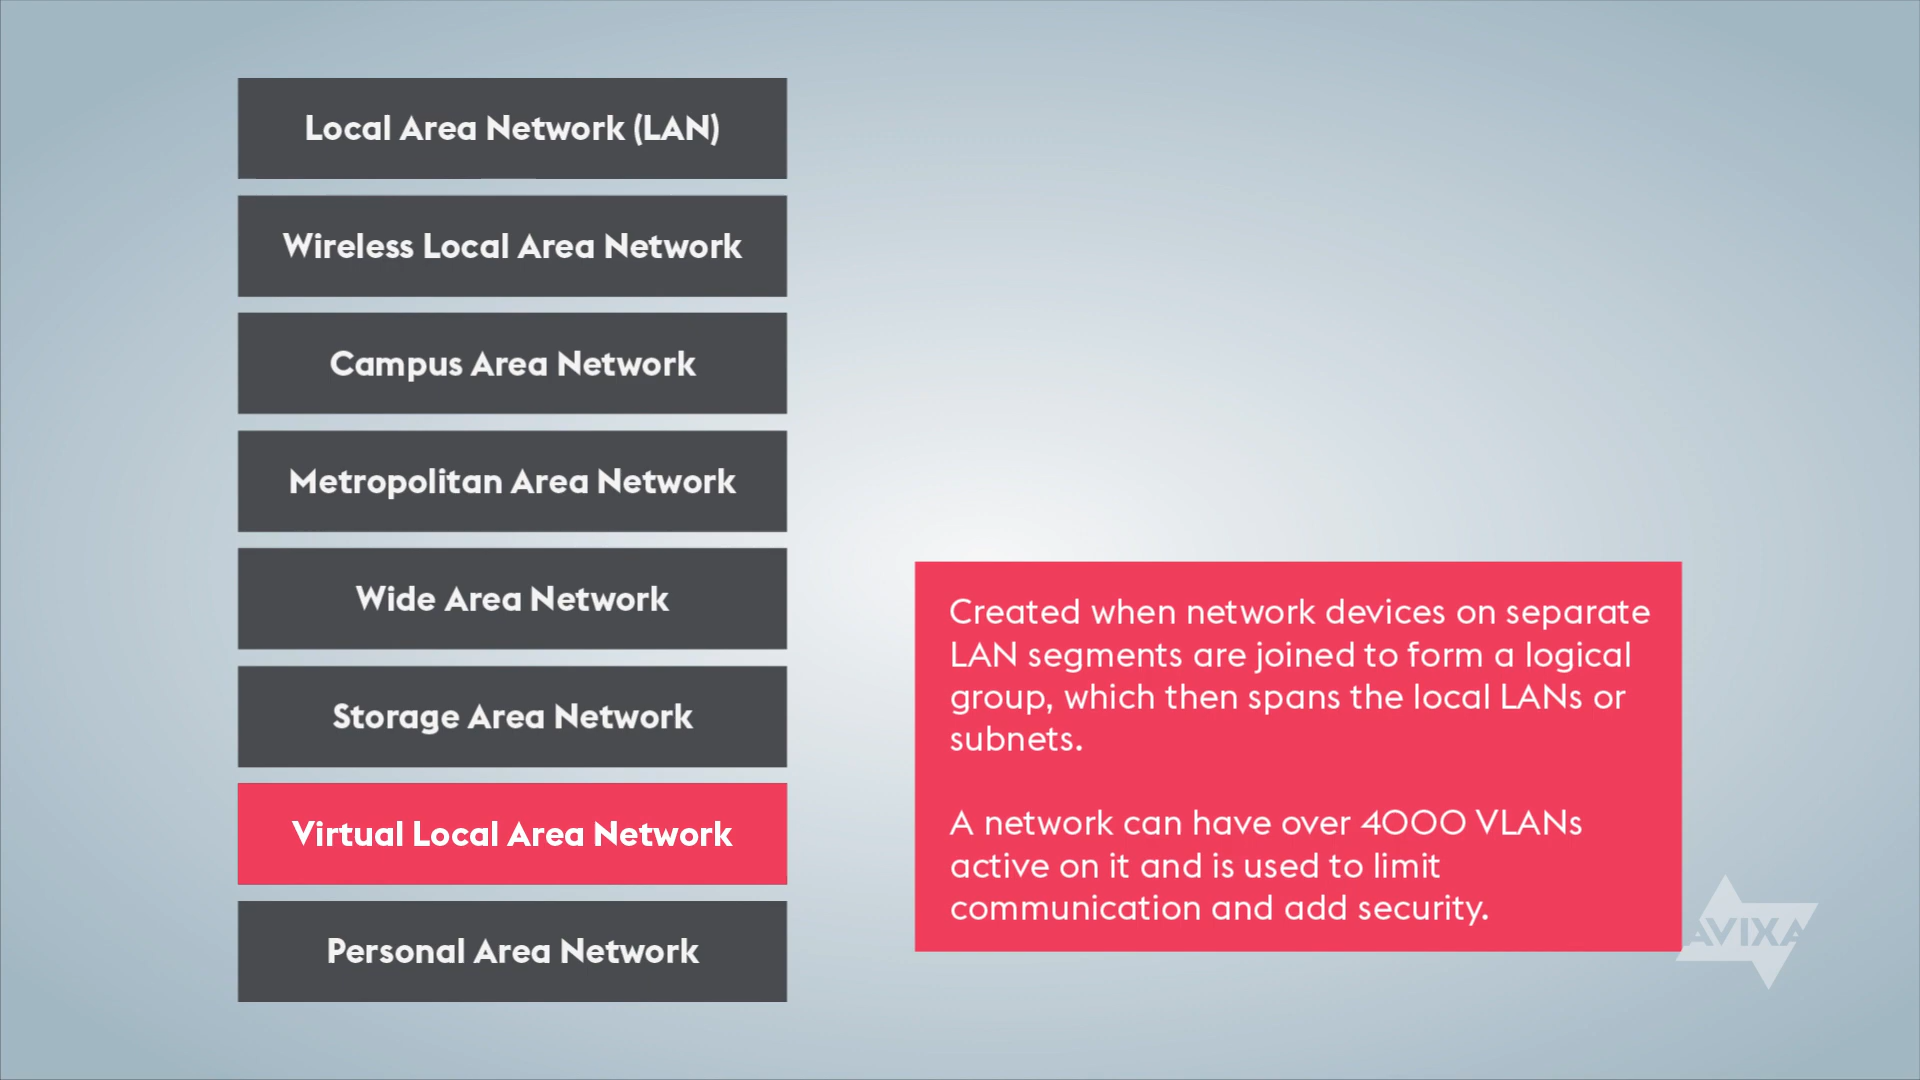 Local Area Network (LAN)
Wireless Local Area Network
Campus Area Network
Metropolitan Area Network
Wide Area Network
Storage Area Network
Virtual Local Area Network
Personal Area Network
Created when network devices on separate
LAN segments are joined to form a logical
group, which then spans the local LANs or
subnets.
A network can have over 4000 VLANs
active on it and is used to limit
communication and add security.
AVIXA